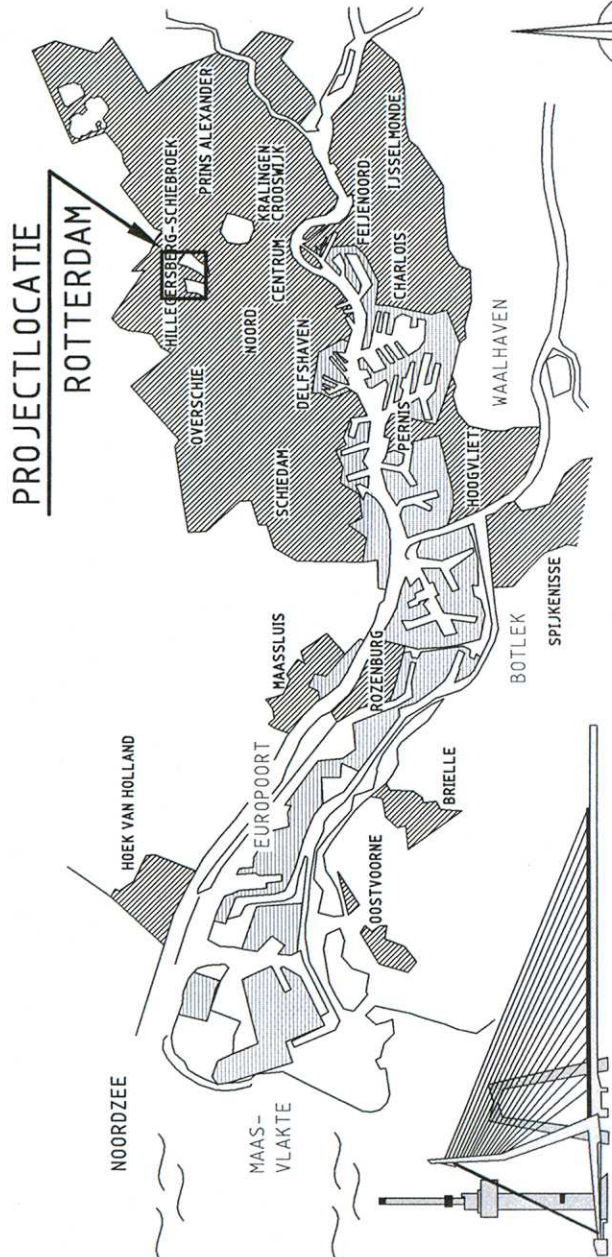 PROJECTLOCATIE
ROTTERDAM
NOORDZEE
HOEK VAN HOLLAND
MAAS-
VLAKTE
EUROPOORT
MAASSLUIS
OOSTVOORNE
BRIELLE
ROZENBURG
BOTLEK
SPIJKENISSE
HOOGVLIET
PERNIS
WAALHAVEN
SCHIEDAM
OVERSCHIE
DELFSHAVEN
NOORD
CENTRUM
CHARLOIS
FEIJENOORD
IJSSELMONDE
KRALINGEN
CROOSWIJK
HILLEGERSBERG-SCHIEBROEK
PRINS ALEXANDER